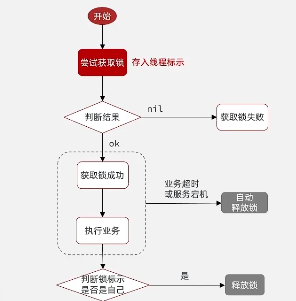 开始
尝试获取锁
存入线程标示
判断结果
nil
获取锁失败
ok
获取锁成功
业务超时
或服务宕机
自动
释放锁
执行业务
判断锁标示
是否是自己
是
释放锁